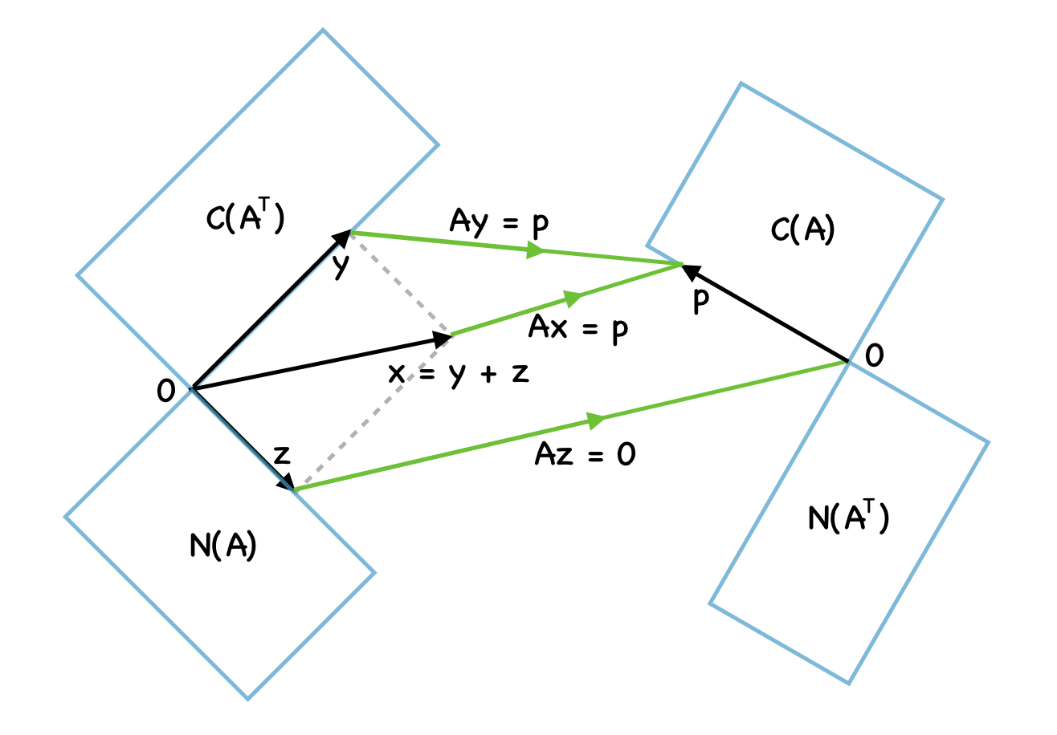 C(Aᵀ)
Ay = p
C(A)
y
p
Ax = p
0
x = y + z
0
z
Az = 0
N(A)
N(Aᵀ)